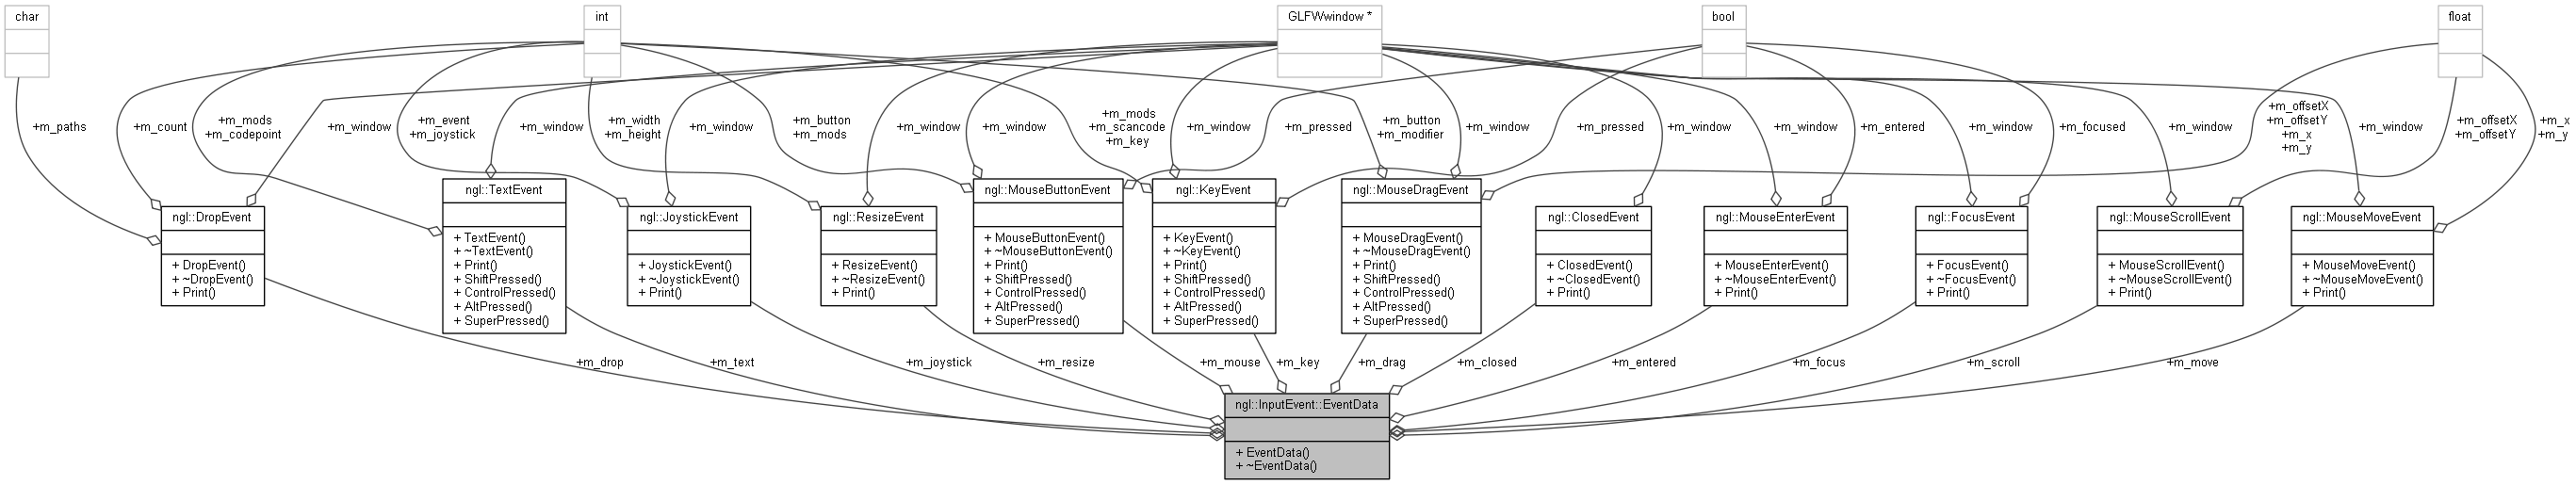 char
int
GLFWwindow *
bool
float
+m_paths
+m_count
+m_mods
+m_codepoint
+m_window
+m_event
+m_joystick
+m_window
+m_width
+m_height
+m_window
+m_button
+m_mods
+m_window
+m_window
+m_mods
+m_scancode
+m_key
+m_window
+m_pressed
+m_button
+m_modifier
+m_window
+m_pressed
+m_window
+m_window
+m_entered
+m_window
+m_focused
+m_window
+m_offsetX
+m_offsetY
+m_x
+m_y
+m_window
+m_offsetX
+m_offsetY
+m_x
+m_y
ngl::DropEvent
+ DropEvent()
+ ~DropEvent()
+ Print()
ngl::TextEvent
+ TextEvent()
+ ~TextEvent()
+ Print()
+ ShiftPressed()
+ ControlPressed()
+ AltPressed()
+ SuperPressed()
ngl::JoystickEvent
+ JoystickEvent()
+ ~JoystickEvent()
+ Print()
ngl::ResizeEvent
+ ResizeEvent()
+ ~ResizeEvent()
+ Print()
ngl::MouseButtonEvent
+ MouseButtonEvent()
+ ~MouseButtonEvent()
+ Print()
+ ShiftPressed()
+ ControlPressed()
+ AltPressed()
+ SuperPressed()
ngl::KeyEvent
+ KeyEvent()
+ ~KeyEvent()
+ Print()
+ ShiftPressed()
+ ControlPressed()
+ AltPressed()
+ SuperPressed()
ngl::MouseDragEvent
+ MouseDragEvent()
+ ~MouseDragEvent()
+ Print()
+ ShiftPressed()
+ ControlPressed()
+ AltPressed()
+ SuperPressed()
ngl::ClosedEvent
+ ClosedEvent()
+ ~ClosedEvent()
+ Print()
ngl::MouseEnterEvent
+ MouseEnterEvent()
+ ~MouseEnterEvent()
+ Print()
ngl::FocusEvent
+ FocusEvent()
+ ~FocusEvent()
+ Print()
ngl::MouseScrollEvent
+ MouseScrollEvent()
+ ~MouseScrollEvent()
+ Print()
ngl::MouseMoveEvent
+ MouseMoveEvent()
+ ~MouseMoveEvent()
+ Print()
+m_drop
+m_text
+m_joystick
+m_resize
+m_mouse
+m_key
+m_drag
+m_closed
+m_entered
+m_focus
+m_scroll
+m_move
ngl::InputEvent::EventData
+ EventData()
+ ~EventData()